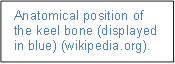 Anatomical position of
the keel bone (displayed
in blue) (wikipedia.org).